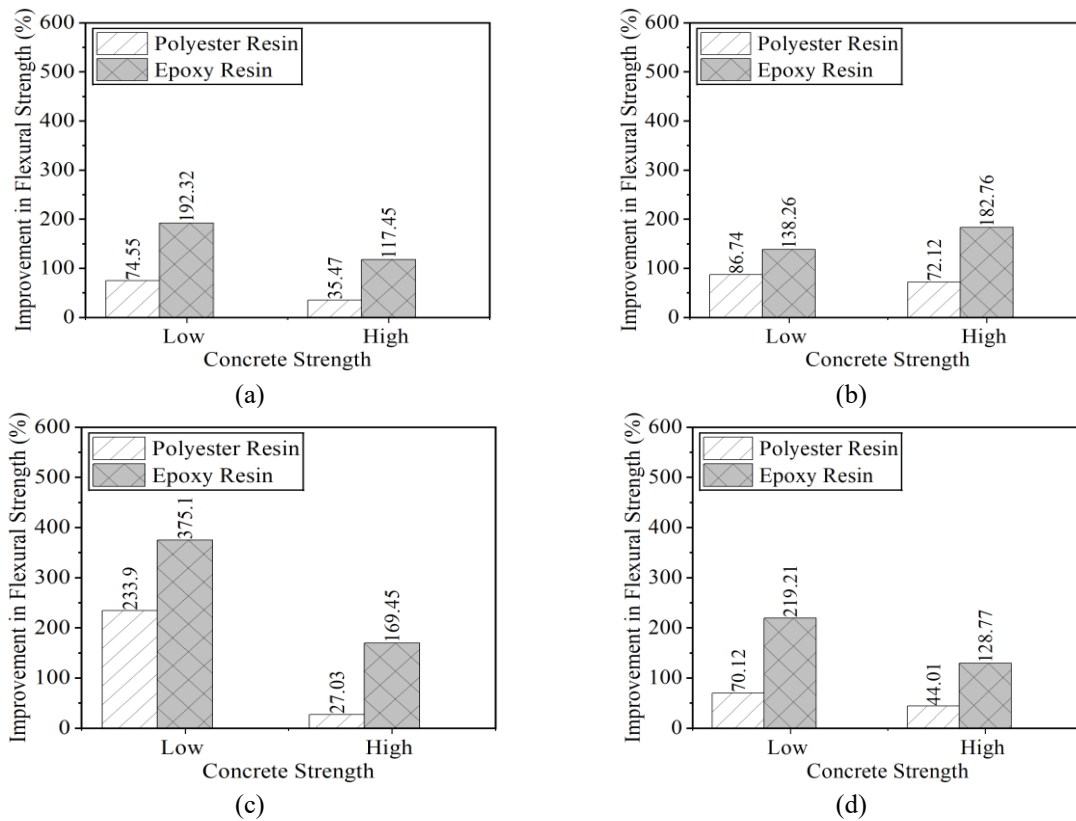 Improvement in Flexural Strength (%)
600
500
400
300
200
100
0
Polyester Resin
Epoxy Resin
74.55
192.32
35.47
117.45
Low
High
Concrete Strength
(a)
Improvement in Flexural Strength (%)
600
500
400
300
200
100
0
Polyester Resin
Epoxy Resin
86.74
138.26
72.12
182.76
Low
High
Concrete Strength
(b)
Improvement in Flexural Strength (%)
600
500
400
300
200
100
0
Polyester Resin
Epoxy Resin
233.9
375.1
27.03
169.45
Low
High
Concrete Strength
(c)
Improvement in Flexural Strength (%)
600
500
400
300
200
100
0
Polyester Resin
Epoxy Resin
70.12
219.21
44.01
128.77
Low
High
Concrete Strength
(d)